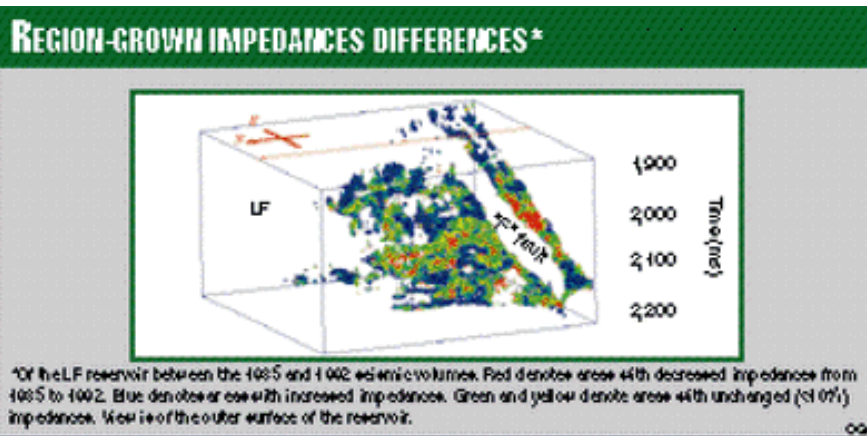 REGION-GROWN IMPEDANCES DIFFERENCES*
LF
"F" fault
1,900
2,000
2,100
2,200
Time (ms)
*Of the LF reservoir between the 1985 and 1992 seismic volumes. Red denotes areas with decreased impedances from
1985 to 1992. Blue denotes areas with increased impedances. Green and yellow denote areas with unchanged (<10%)
impedances. View is of the outer surface of the reservoir.